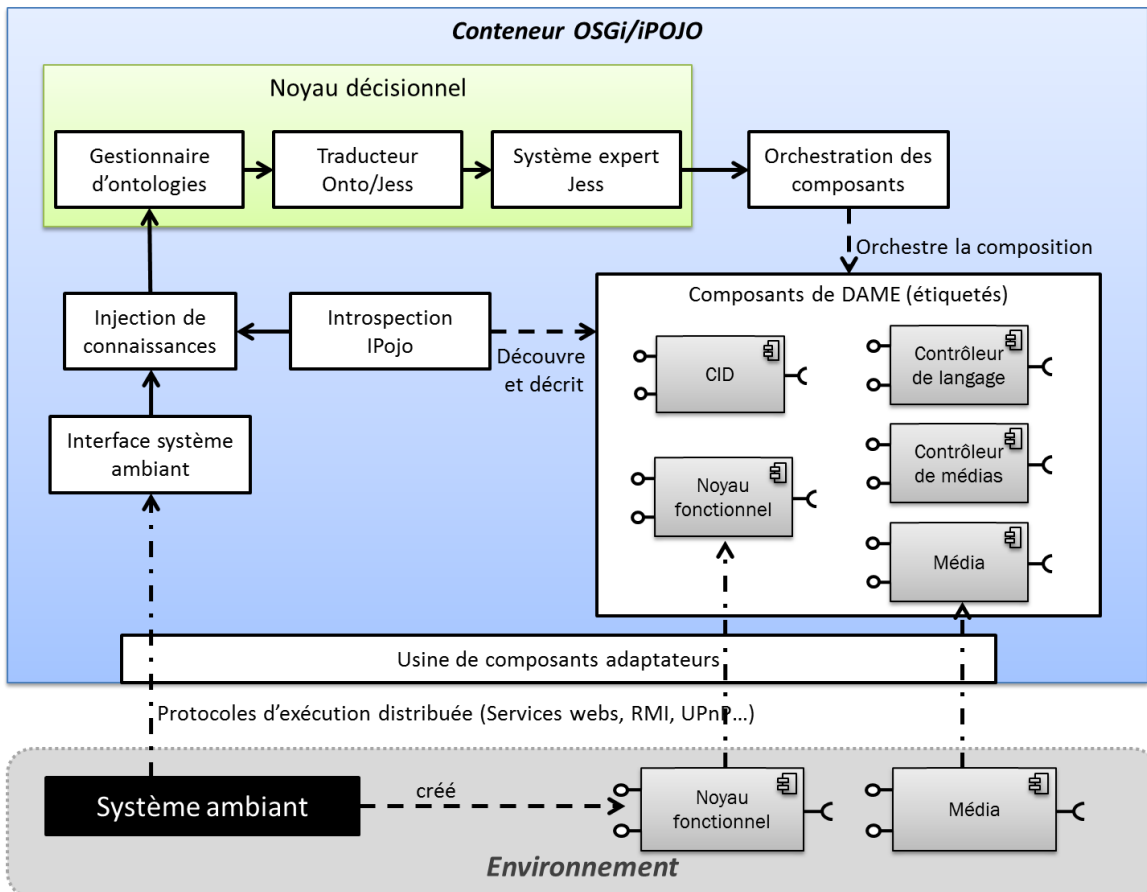 Conteneur OSGi/iPOJO
Noyau décisionnel
Gestionnaire
d'ontologies
Traducteur
Onto/Jess
Système expert
Jess
Orchestration des
composants
Orchestre la composition
Injection de
connaissances
Introspection
IPojo
Découvre
et décrit
Composants de DAME (étiquetés)
CID
Contrôleur
de langage
Interface système
ambiant
Noyau
fonctionnel
Contrôleur
de médias
Média
Usine de composants adaptateurs
Protocoles d'exécution distribuée (Services webs, RMI, UPnP…)
Système ambiant
créé
Noyau
fonctionnel
Média
Environnement